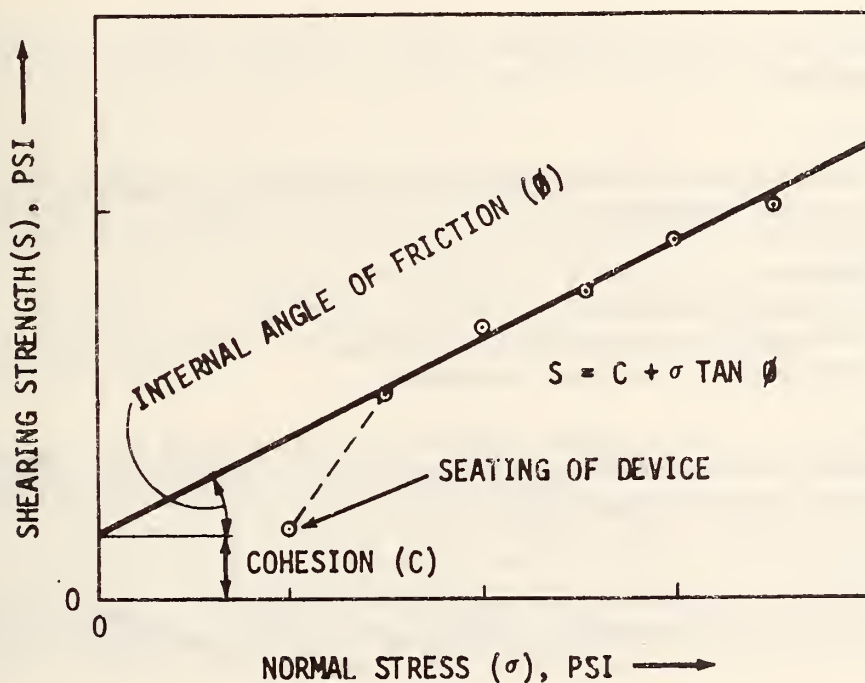 SHEARING STRENGTH(S), PSI
INTERNAL ANGLE OF FRICTION (Ø)
S = C + σ TAN Ø
SEATING OF DEVICE
COHESION (C)
0
0
NORMAL STRESS (σ), PSI